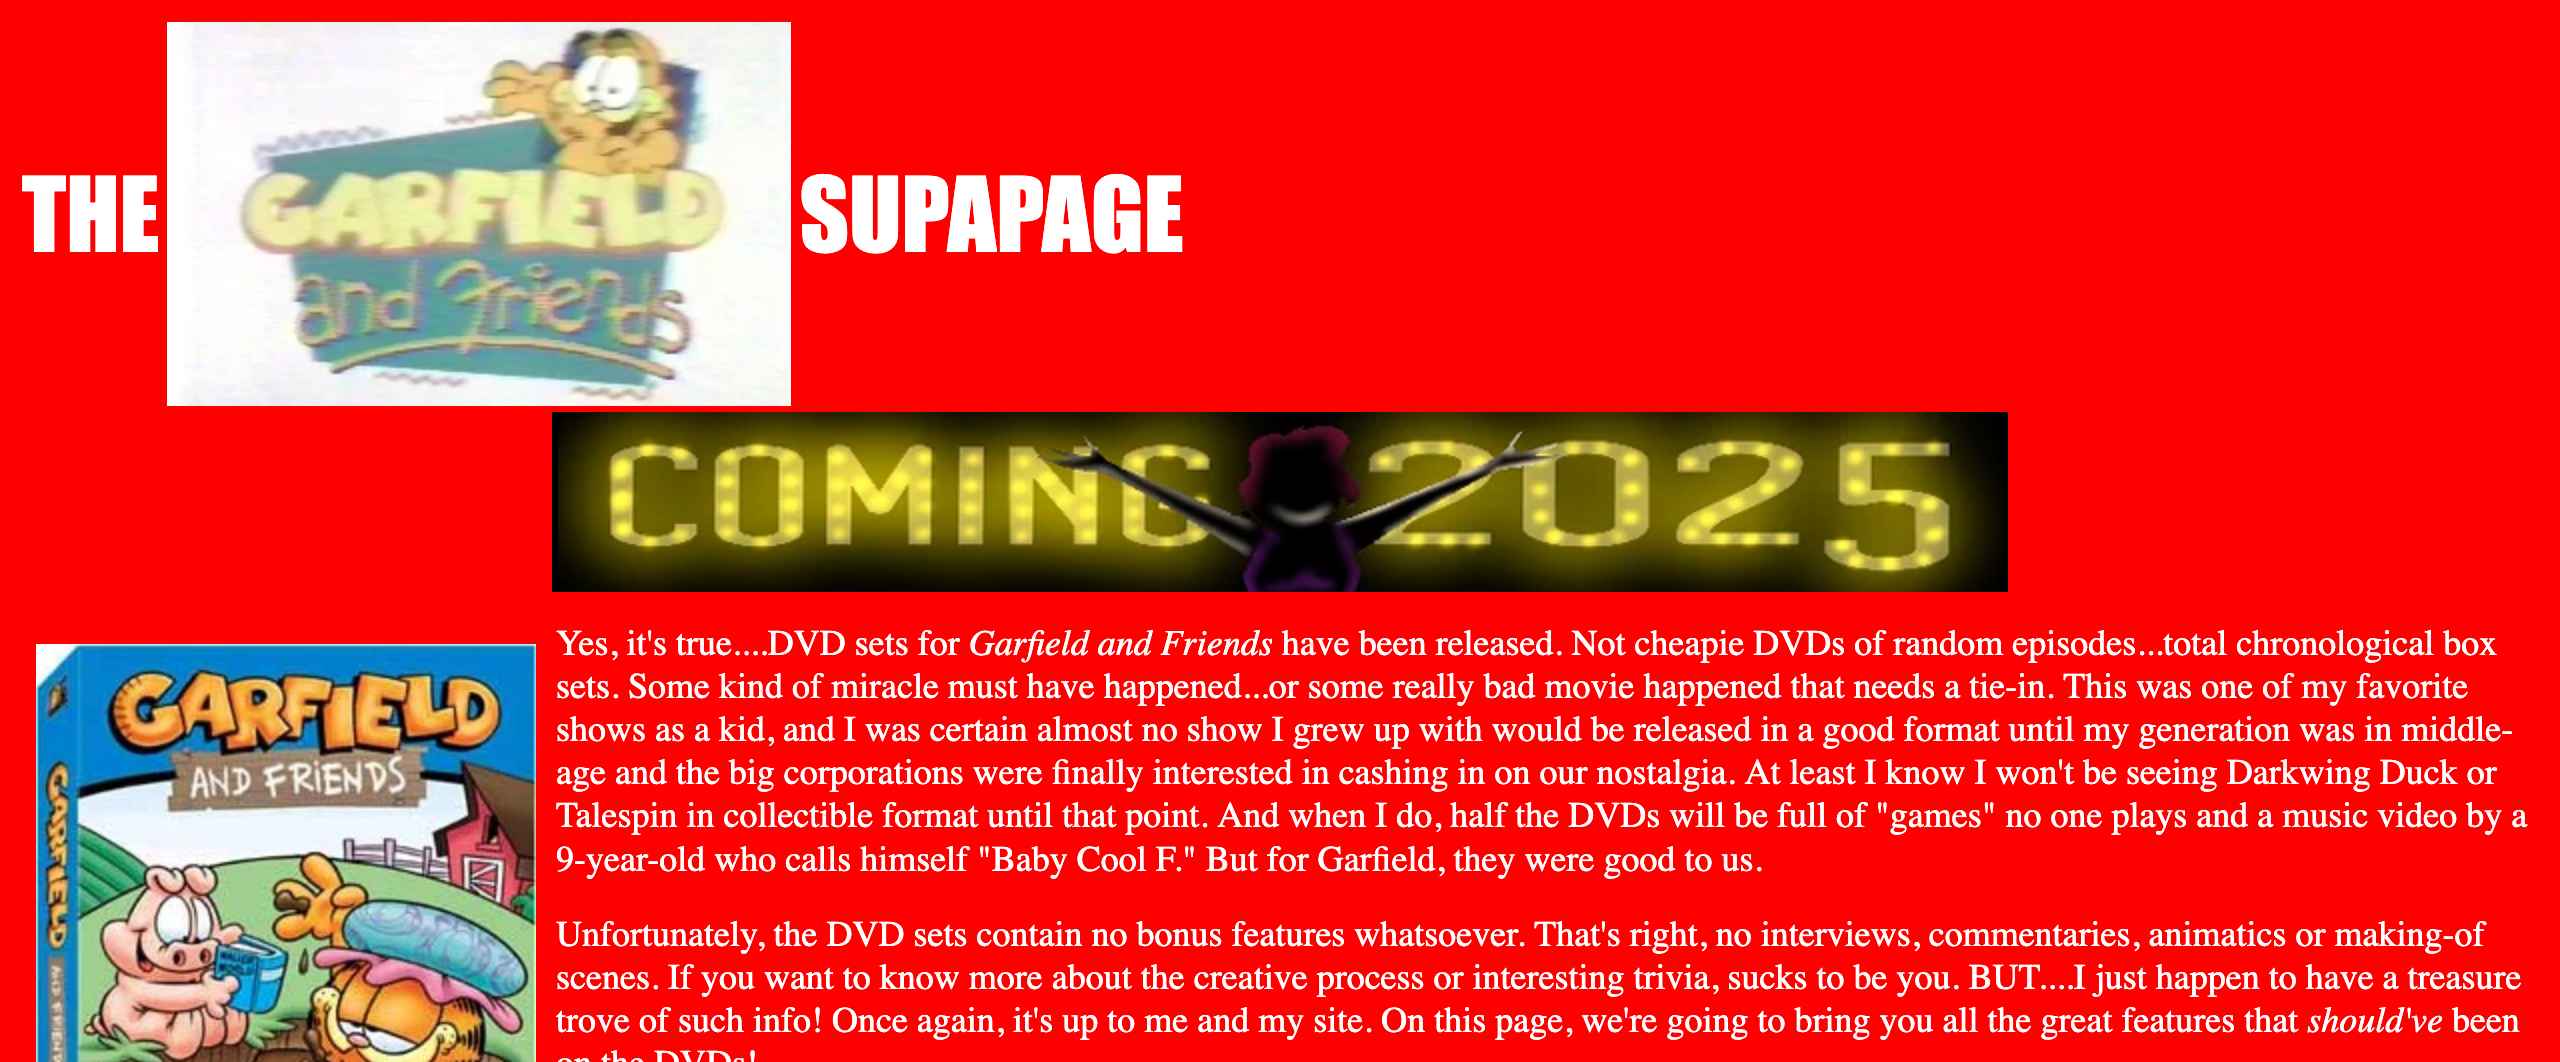 THE GARFIELD and Friends SUPAPAGE
COMING 2025
Yes, it's true....DVD sets for Garfield and Friends have been released. Not cheapie DVDs of random episodes...total chronological box
sets. Some kind of miracle must have happened...or some really bad movie happened that needs a tie-in. This was one of my favorite
shows as a kid, and I was certain almost no show I grew up with would be released in a good format until my generation was in middle-
age and the big corporations were finally interested in cashing in on our nostalgia. At least I know I won't be seeing Darkwing Duck or
Talespin in collectible format until that point. And when I do, half the DVDs will be full of "games" no one plays and a music video by a
9-year-old who calls himself "Baby Cool F." But for Garfield, they were good to us.
Unfortunately, the DVD sets contain no bonus features whatsoever. That's right, no interviews, commentaries, animatics or making-of
scenes. If you want to know more about the creative process or interesting trivia, sucks to be you. BUT....I just happen to have a treasure
trove of such info! Once again, it's up to me and my site. On this page, we're going to bring you all the great features that should've been
on the DVDs!
GARFIELD
AND FRIENDS
GARFIELD